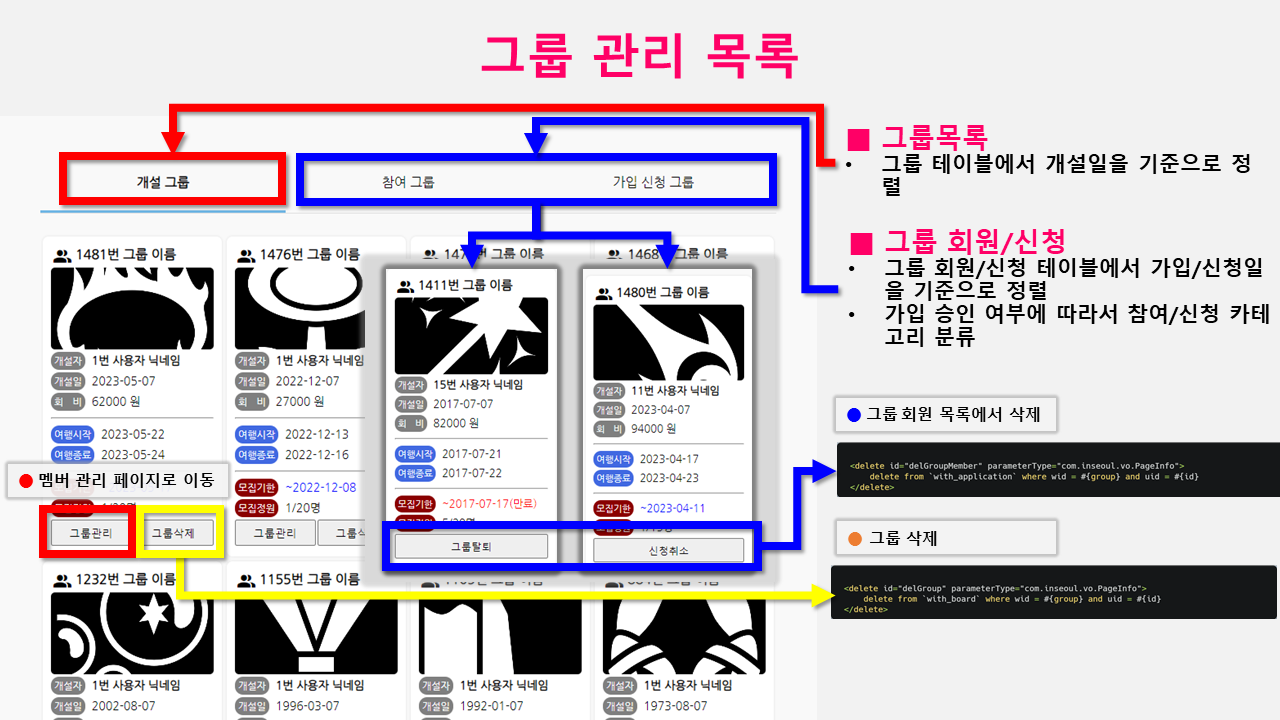 그룹 관리 목록
개설 그룹
참여 그룹
가입 신청 그룹
■ 그룹목록
• 그룹 테이블에서 개설일을 기준으로 정
렬
■ 그룹 회원/신청
• 그룹 회원/신청 테이블에서 가입/신청일
을 기준으로 정렬
• 가입 승인 여부에 따라서 참여/신청 카테
고리 분류
1481번 그룹 이름
개설자 1번 사용자 닉네임
개설일 2023-05-07
회 비 62000 원
여행시작 2023-05-22
여행종료 2023-05-24
멤버 관리 페이지로 이동
그룹관리
그룹삭제
1476번 그룹 이름
개설자 1번 사용자 닉네임
개설일 2022-12-07
회 비 27000 원
여행시작 2022-12-13
여행종료 2022-12-16
모집기한 ~2022-12-08
모집정원 1/20명
그룹관리
1411번 그룹 이름
개설자 15번 사용자 닉네임
개설일 2017-07-07
회 비 82000 원
여행시작 2017-07-21
여행종료 2017-07-22
모집기한 ~2017-07-17(만료)
그룹탈퇴
1480번 그룹 이름
개설자 11번 사용자 닉네임
개설일 2023-04-07
회 비 94000 원
여행시작 2023-04-17
여행종료 2023-04-23
모집기한 ~2023-04-11
신청취소
그룹회원 목록에서 삭제
<delete id="delGroupMember" parameterType="com.inseoul.vo.PageInfo">
delete from `with_application` where wid = #{group} and uid = #{id}
</delete>
그룹 삭제
<delete id="delGroup" parameterType="com.inseoul.vo.PageInfo">
delete from `with_board` where wid = #{group} and uid = #{id}
</delete>
1232번 그룹 이름
개설자 1번 사용자 닉네임
개설일 2002-08-07
1155번 그룹 이름
개설자 1번 사용자 닉네임
개설일 1996-03-07
개설자 1번 사용자 닉네임
개설일 1992-01-07
개설자 1번 사용자 닉네임
개설일 1973-08-07